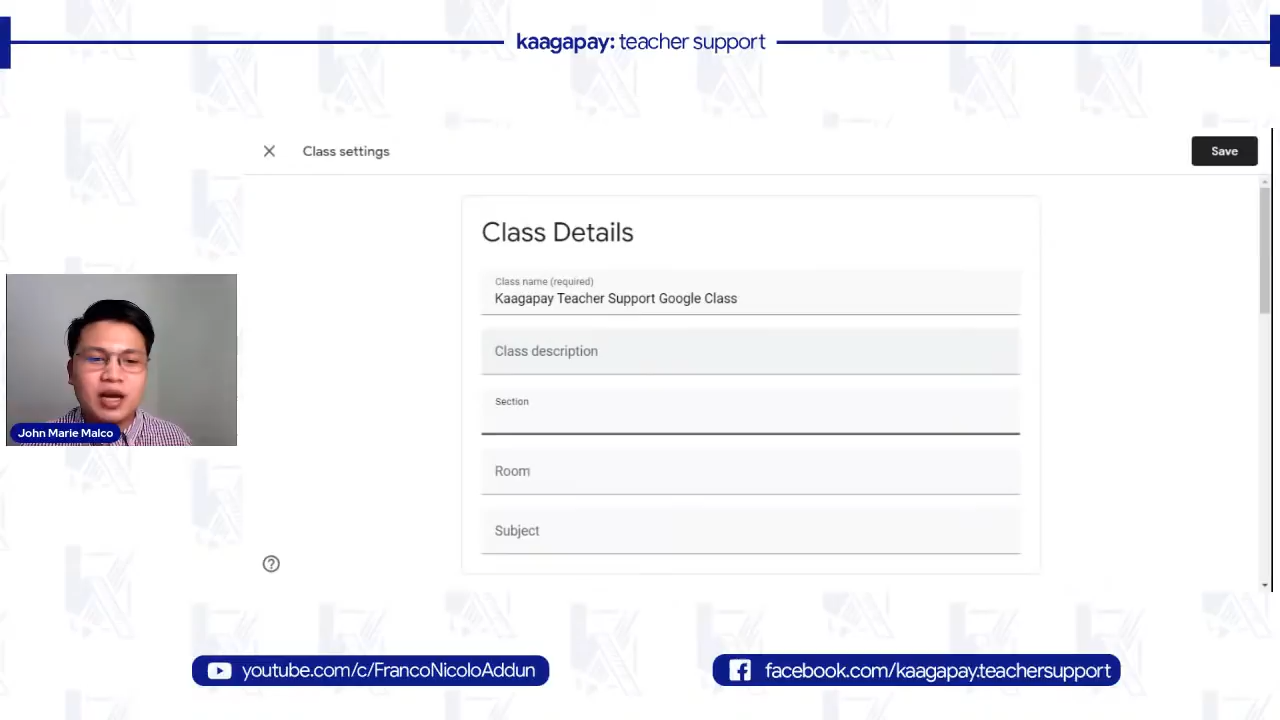 kaagapay: teacher support
Class settings
Save
Class Details
Class name (required)
Kaagapay Teacher Support Google Class
Class description
Section
Room
Subject
John Marie Malco
youtube.com/c/FrancoNicoloAddun
facebook.com/kaagapay.teachersupport